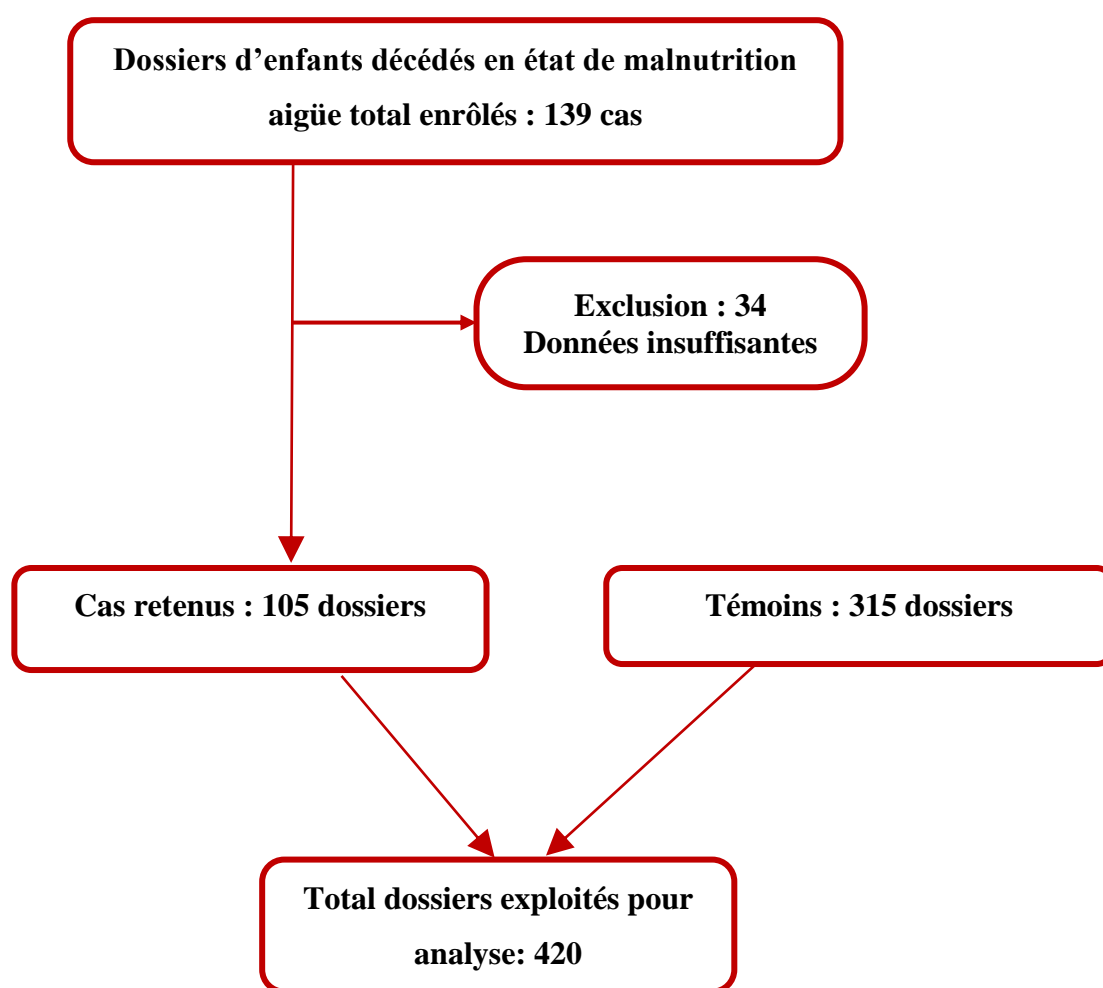 Dossiers d’enfants décédés en état de malnutrition
aigüe total enrôlés : 139 cas
Exclusion : 34
Données insuffisantes
Cas retenus : 105 dossiers
Témoins : 315 dossiers
Total dossiers exploités pour
analyse: 420